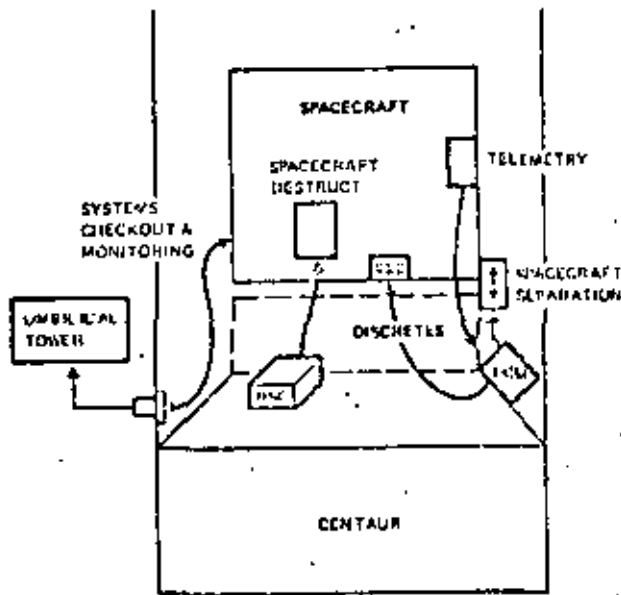 SPACECRAFT
TELEMETRY
SPACECRAFT
DESTRUCT
SYSTEMS
CHECKOUT &
MONITORING
SPACECRAFT
SEPARATION
UMBILICAL
TOWER
DISCRETES
CENTAUR